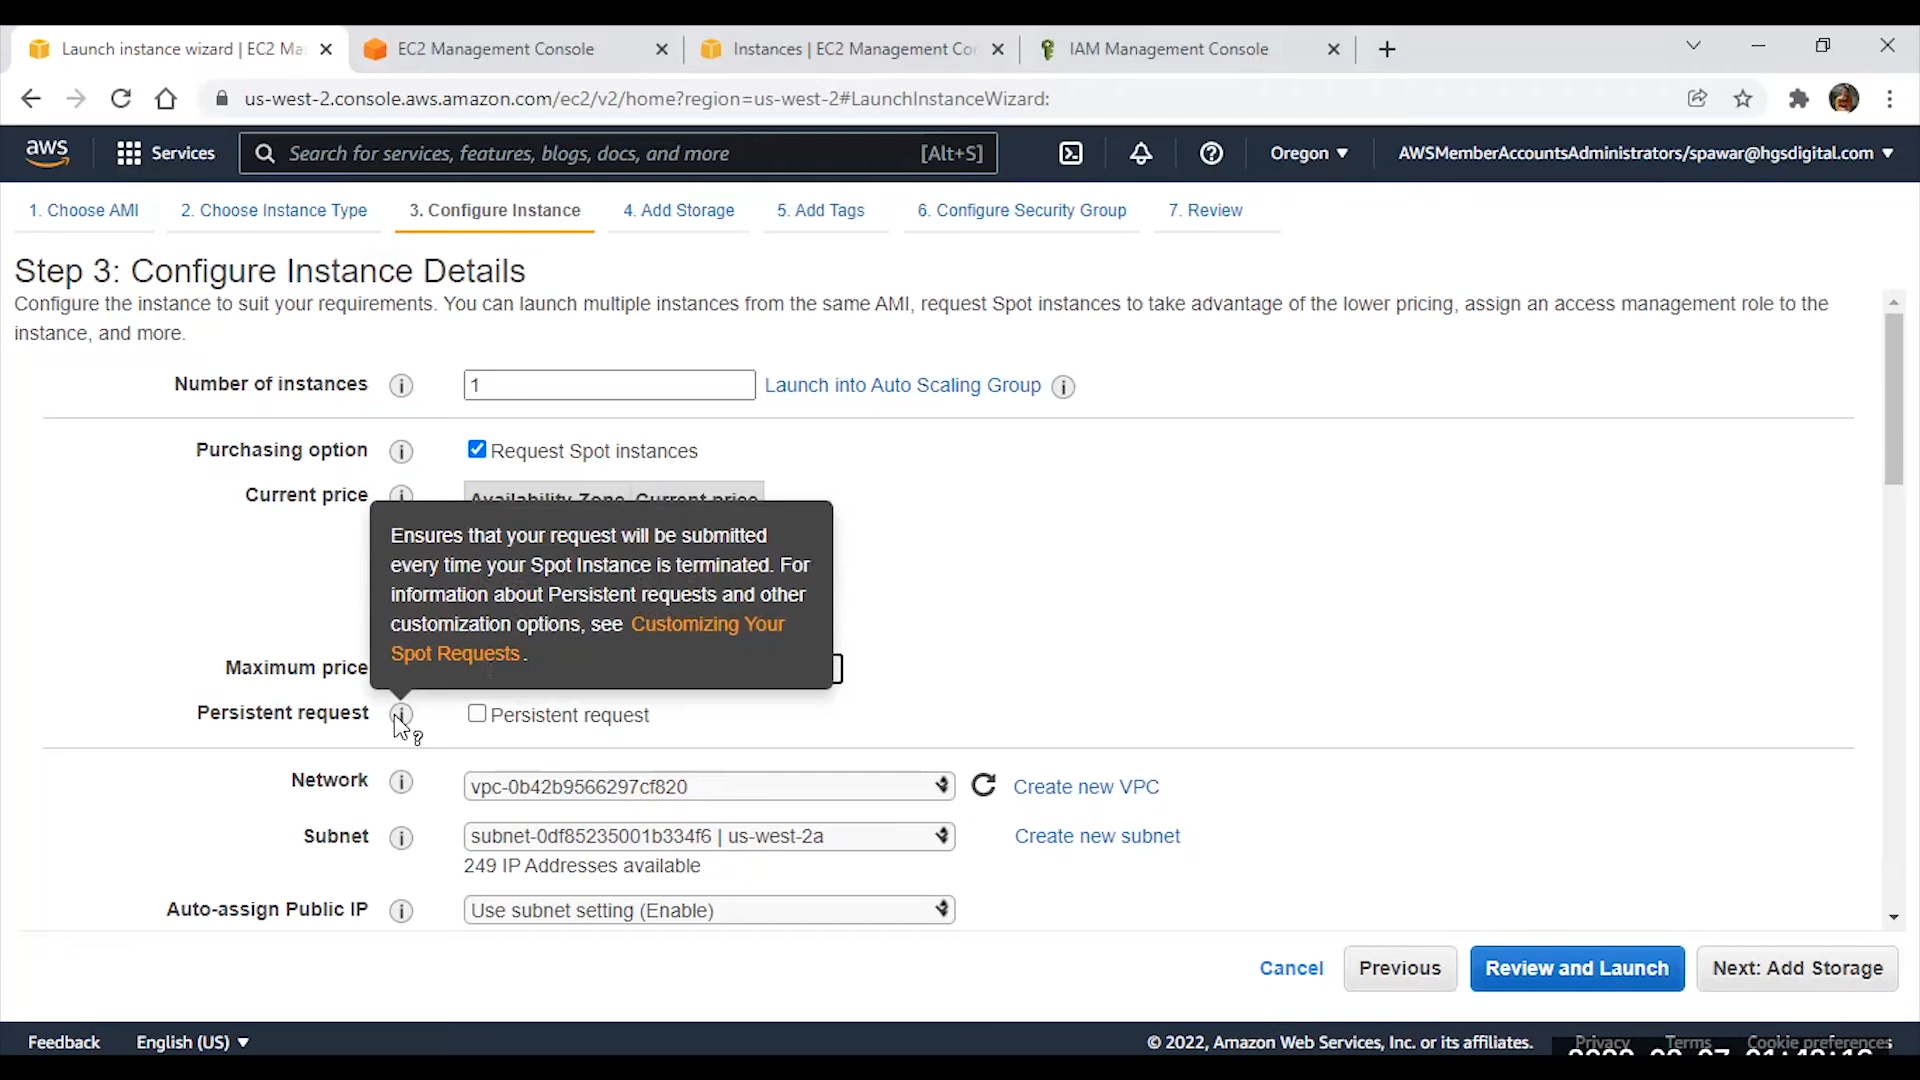 Launch instance wizard | EC2 Ma
EC2 Management Console
Instances | EC2 Management Co
IAM Management Console
us-west-2.console.aws.amazon.com/ec2/v2/home?region=us-west-2#LaunchInstanceWizard:
aws
Services
Search for services, features, blogs, docs, and more
[Alt+S]
Oregon
AWSMemberAccountsAdministrators/spawar@hgsdigital.com
1. Choose AMI
2. Choose Instance Type
3. Configure Instance
4. Add Storage
5. Add Tags
6. Configure Security Group
7. Review
Step 3: Configure Instance Details
Configure the instance to suit your requirements. You can launch multiple instances from the same AMI, request Spot instances to take advantage of the lower pricing, assign an access management role to the
instance, and more.
Number of instances
1
Launch into Auto Scaling Group
Purchasing option
Request Spot instances
Current price
Availability Zone
Current price
Ensures that your request will be submitted
every time your Spot Instance is terminated. For
information about Persistent requests and other
customization options, see Customizing Your
Spot Requests.
Maximum price
Persistent request
Persistent request
Network
vpc-0b42b9566297cf820
Create new VPC
Subnet
subnet-0df85235001b334f6 | us-west-2a
Create new subnet
249 IP Addresses available
Auto-assign Public IP
Use subnet setting (Enable)
Cancel
Previous
Review and Launch
Next: Add Storage
Feedback
English (US)
© 2022, Amazon Web Services, Inc. or its affiliates.
Privacy
Terms
Cookie preferences